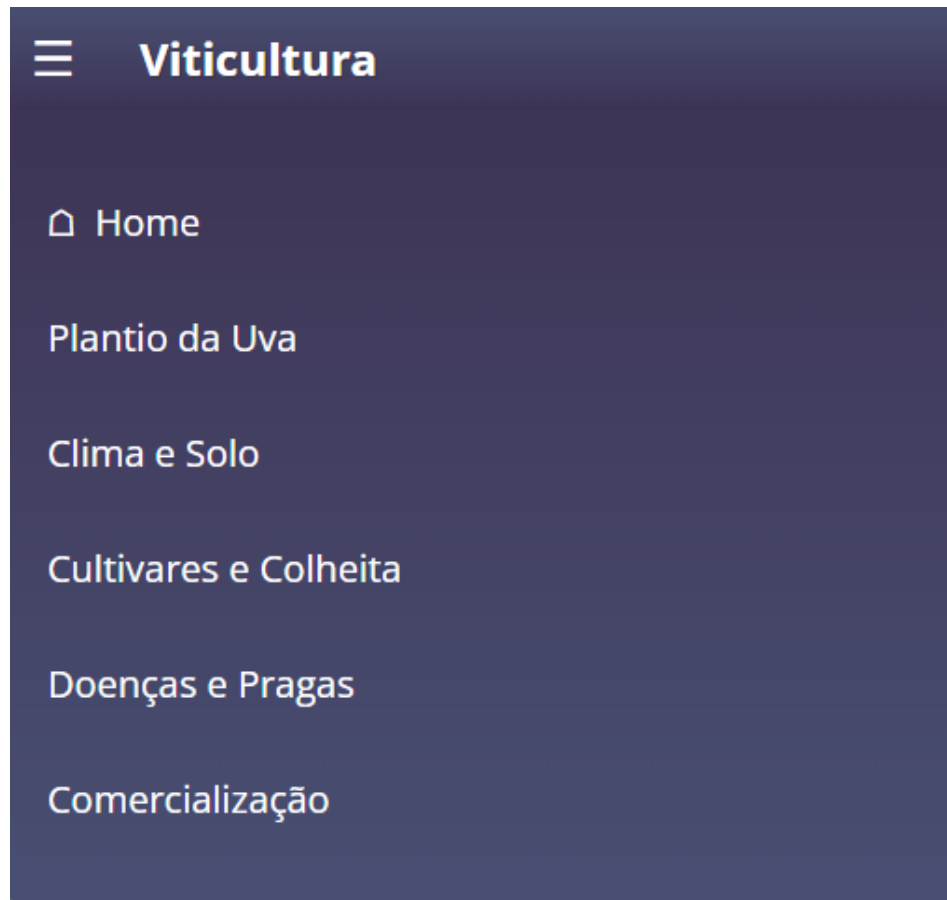 ☰ Viticultura
⌂ Home
Plantio da Uva
Clima e Solo
Cultivares e Colheita
Doenças e Pragas
Comercialização